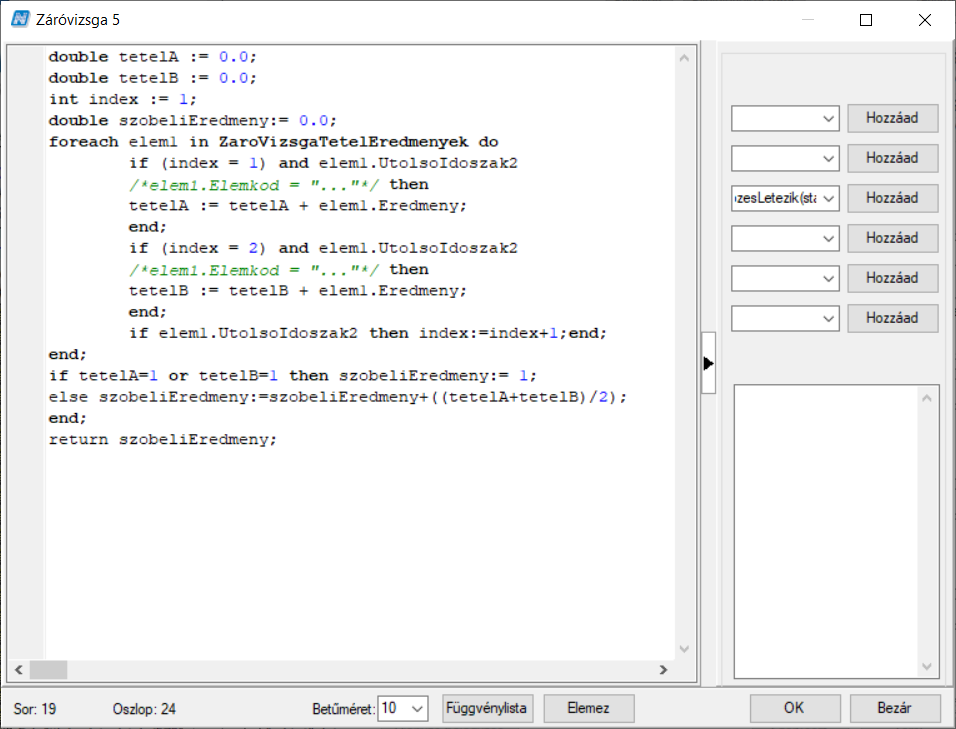 Záróvizsga 5
double tetelA := 0.0;
double tetelB := 0.0;
int index := 1;
double szobeliEredmeny:= 0.0;
foreach elem1 in ZaroVizsgaTetelEredmenyek do
if (index = 1) and elem1.UtolsoIdoszak2
/*elem1.Elemkod = "..."*/ then
tetelA := tetelA + elem1.Eredmeny;
end;
if (index = 2) and elem1.UtolsoIdoszak2
/*elem1.Elemkod = "..."*/ then
tetelB := tetelB + elem1.Eredmeny;
end;
if elem1.UtolsoIdoszak2 then index:=index+1;end;
end;
if tetelA=1 or tetelB=1 then szobeliEredmeny:= 1;
else szobeliEredmeny:=szobeliEredmeny+((tetelA+tetelB)/2);
end;
return szobeliEredmeny;
Hozzáad
Hozzáad
ızesLetezik(sta Hozzáad
Hozzáad
Hozzáad
Hozzáad
Sor: 19 Oszlop: 24 Betűméret: 10 Függvénylista Elemez OK Bezár